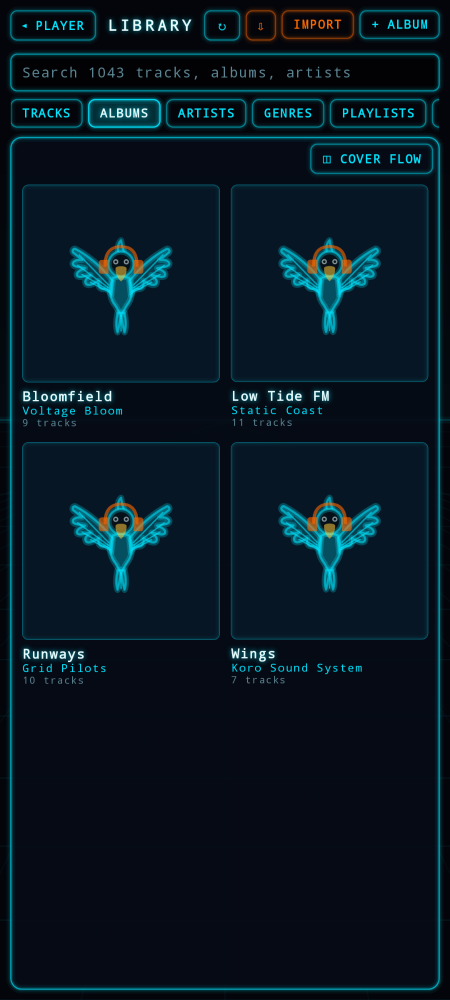 ◂ PLAYER LIBRARY ↻ ⇩ IMPORT + ALBUM
Search 1043 tracks, albums, artists
TRACKS ALBUMS ARTISTS GENRES PLAYLISTS
◫ COVER FLOW
Bloomfield
Voltage Bloom
9 tracks
Low Tide FM
Static Coast
11 tracks
Runways
Grid Pilots
10 tracks
Wings
Koro Sound System
7 tracks